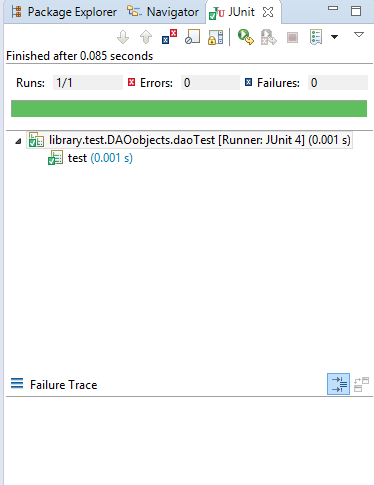 Package Explorer Navigator JUnit
Finished after 0.085 seconds
Runs: 1/1 Errors: 0 Failures: 0
library.test.DAOobjects.daoTest [Runner: JUnit 4] (0.001 s)
test (0.001 s)
Failure Trace